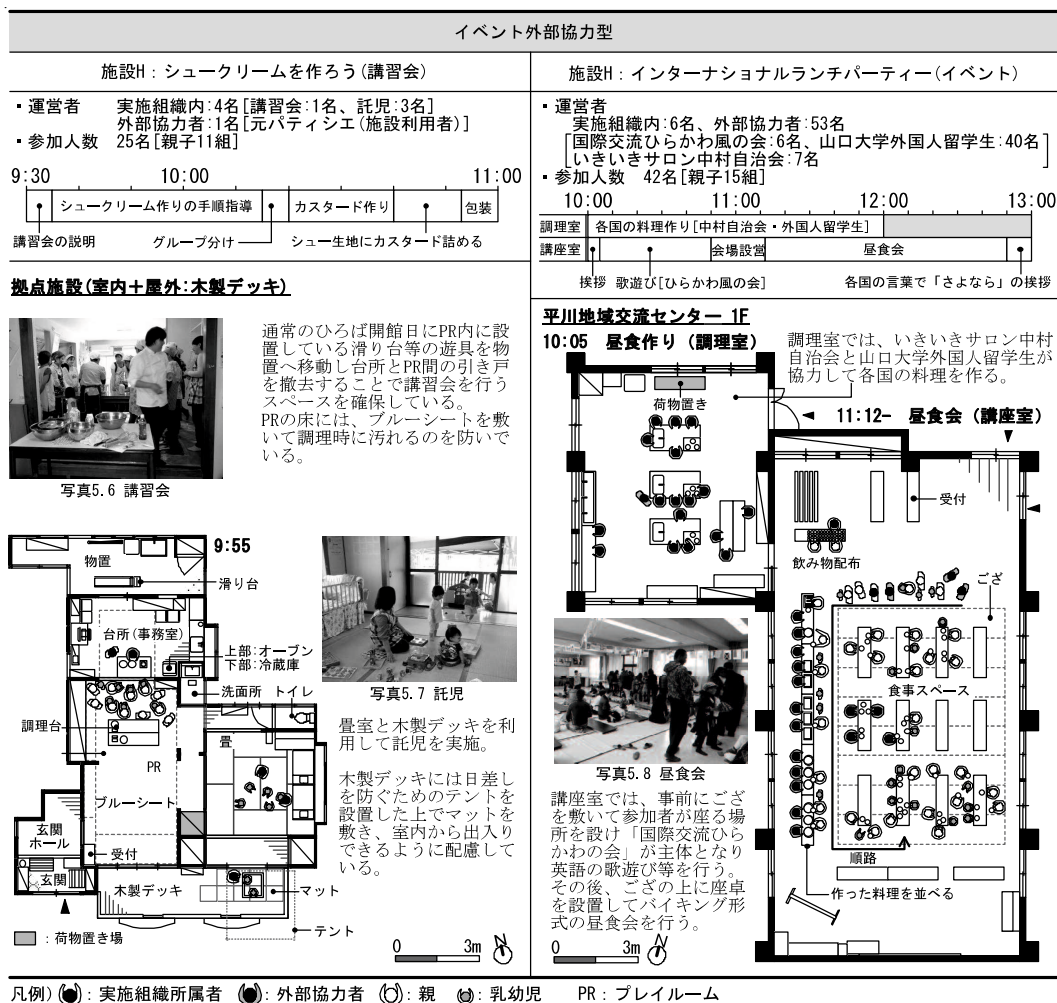 イベント外部協力型
施設H：シュークリームを作ろう(講習会)
・運営者　実施組織内:4名[講習会:1名、託児:3名]
外部協力者:1名[元パティシエ(施設利用者)]
・参加人数　25名[親子11組]
9:30　10:00　11:00
シュークリーム作りの手順指導　カスタード作り　包装
講習会の説明　グループ分け　シュー生地にカスタード詰める
拠点施設(室内＋屋外:木製デッキ)
通常のひろば開館日にPR内に設
置している滑り台等の遊具を物
置へ移動し台所とPR間の引き戸
を撤去することで講習会を行う
スペースを確保している。
PRの床には、ブルーシートを敷
いて調理時に汚れるのを防いで
いる。
写真5.6 講習会
9:55
物置
滑り台
台所(事務室)
上部:オーブン
下部:冷蔵庫
洗面所　トイレ
調理台
畳
PR
ブルーシート
玄関
ホール
受付
玄関
木製デッキ
マット
テント
：荷物置き場
0　3m
N
写真5.7 託児
畳室と木製デッキを利
用して託児を実施。
木製デッキには日差し
を防ぐためのテントを
設置した上でマットを
敷き、室内から出入り
できるように配慮して
いる。
施設H：インターナショナルランチパーティー(イベント)
・運営者
実施組織内:6名、外部協力者:53名
[国際交流ひらかわ風の会:6名、山口大学外国人留学生:40名
いきいきサロン中村自治会:7名]
・参加人数　42名[親子15組]
10:00　11:00　12:00　13:00
調理室　各国の料理作り[中村自治会・外国人留学生]
講座室　会場設営　昼食会
挨拶　歌遊び[ひらかわ風の会]　各国の言葉で「さよなら」の挨拶
平川地域交流センター 1F
10:05　昼食作り（調理室）
調理室では、いきいきサロン中村
自治会と山口大学外国人留学生が
協力して各国の料理を作る。
荷物置き
11:12-　昼食会（講座室）
受付
飲み物配布
ござ
食事スペース
順路
作った料理を並べる
写真5.8 昼食会
講座室では、事前にござ
を敷いて参加者が座る場
所を設け「国際交流ひら
かわの会」が主体となり
英語の歌遊び等を行う。
その後、ござの上に座卓
を設置してバイキング形
式の昼食会を行う。
0　3m
N
凡例)：実施組織所属者　：外部協力者　：親　：乳幼児　PR：プレイルーム